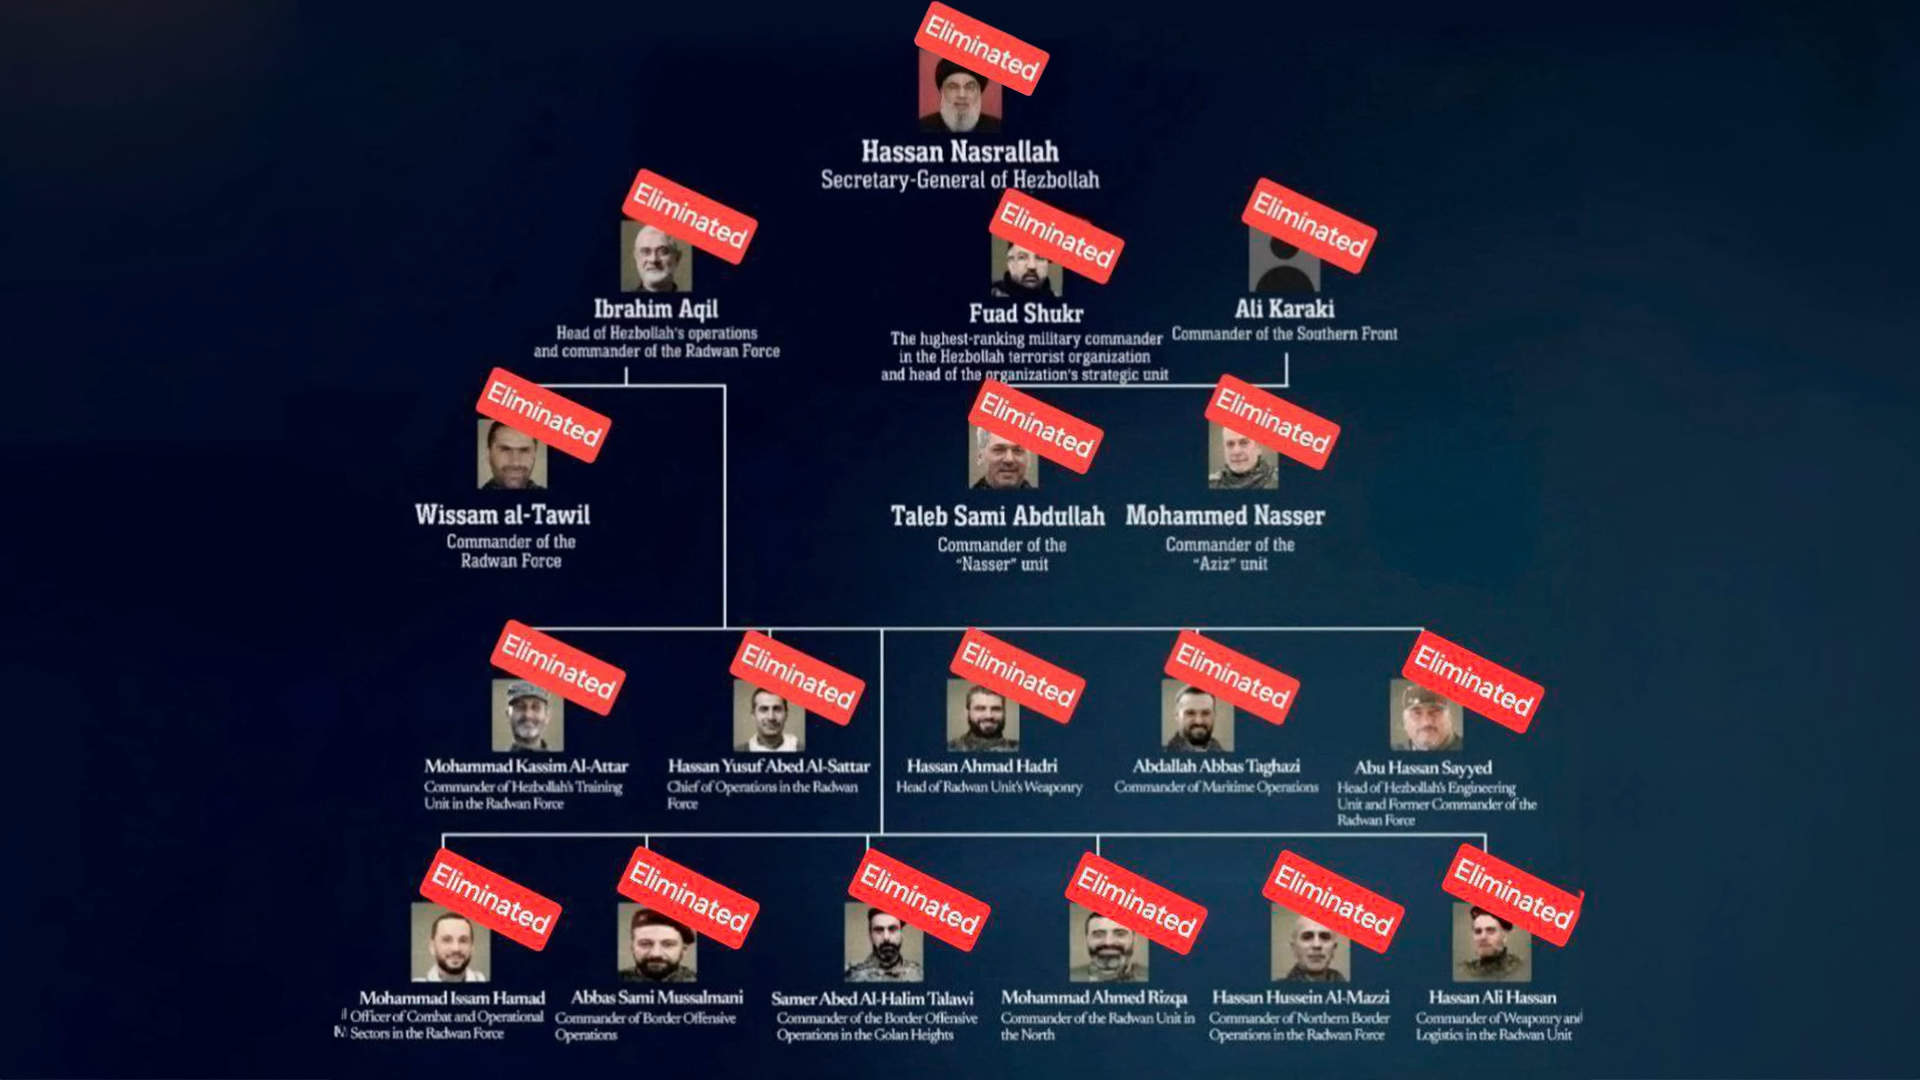 Eliminated
Hassan Nasrallah
Secretary-General of Hezbollah
Eliminated
Ibrahim Aqil
Head of Hezbollah's operations
and commander of the Radwan Force
Eliminated
Fuad Shukr
The highest-ranking military commander
in the Hezbollah terrorist organization
and head of the organization's strategic unit
Eliminated
Ali Karaki
Commander of the Southern Front
Eliminated
Wissam al-Tawil
Commander of the
Radwan Force
Eliminated
Taleb Sami Abdullah
Commander of the
"Nasser" unit
Eliminated
Mohammed Nasser
Commander of the
"Aziz" unit
Eliminated
Mohammad Kassim Al-Attar
Commander of Hezbollah's Training
Unit in the Radwan Force
Eliminated
Hassan Yusuf Abed Al-Sattar
Chief of Operations in the Radwan
Force
Eliminated
Hassan Ahmad Hadri
Head of Radwan Unit's Weaponry
Eliminated
Abdallah Abbas Taghazi
Commander of Maritime Operations
Eliminated
Abu Hassan Sayyed
Head of Hezbollah's Engineering
Unit and Former Commander of the
Radwan Force
Eliminated
Mohammad Issam Hamad
Officer of Combat and Operational
Sectors in the Radwan Force
Eliminated
Abbas Sami Mussalmani
Commander of Border Offensive
Operations
Eliminated
Samer Abed Al-Halim Talawi
Commander of the Border Offensive
Operations in the Golan Heights
Eliminated
Mohammad Ahmed Rizqa
Commander of the Radwan Unit in
the North
Eliminated
Hassan Hussein Al-Mazzi
Commander of Northern Border
Operations in the Radwan Force
Eliminated
Hassan Ali Hassan
Commander of Weaponry and
Logistics in the Radwan Unit